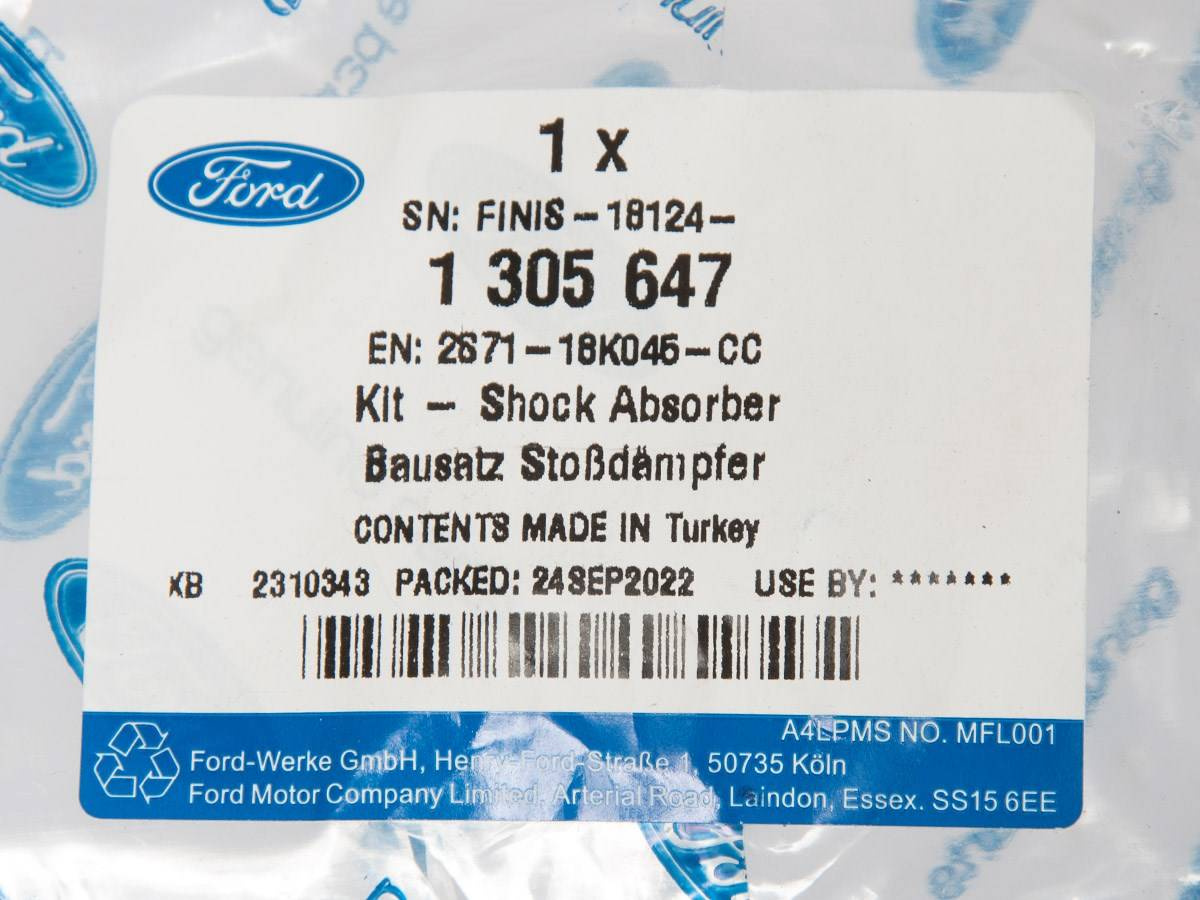 Ford
1 x
SN: FINIS-18124-
1 305 647
EN: 2S71-18K045-CC
Kit - Shock Absorber
Bausatz Stoßdämpfer
CONTENTS MADE IN Turkey
XB 2310343 PACKED: 24SEP2022 USE BY: *******
A4LPMS NO. MFL001
Ford-Werke GmbH, Henry-Ford-Straße 1, 50735 Köln
Ford Motor Company Limited. Arterial Road, Laindon, Essex. SS15 6EE